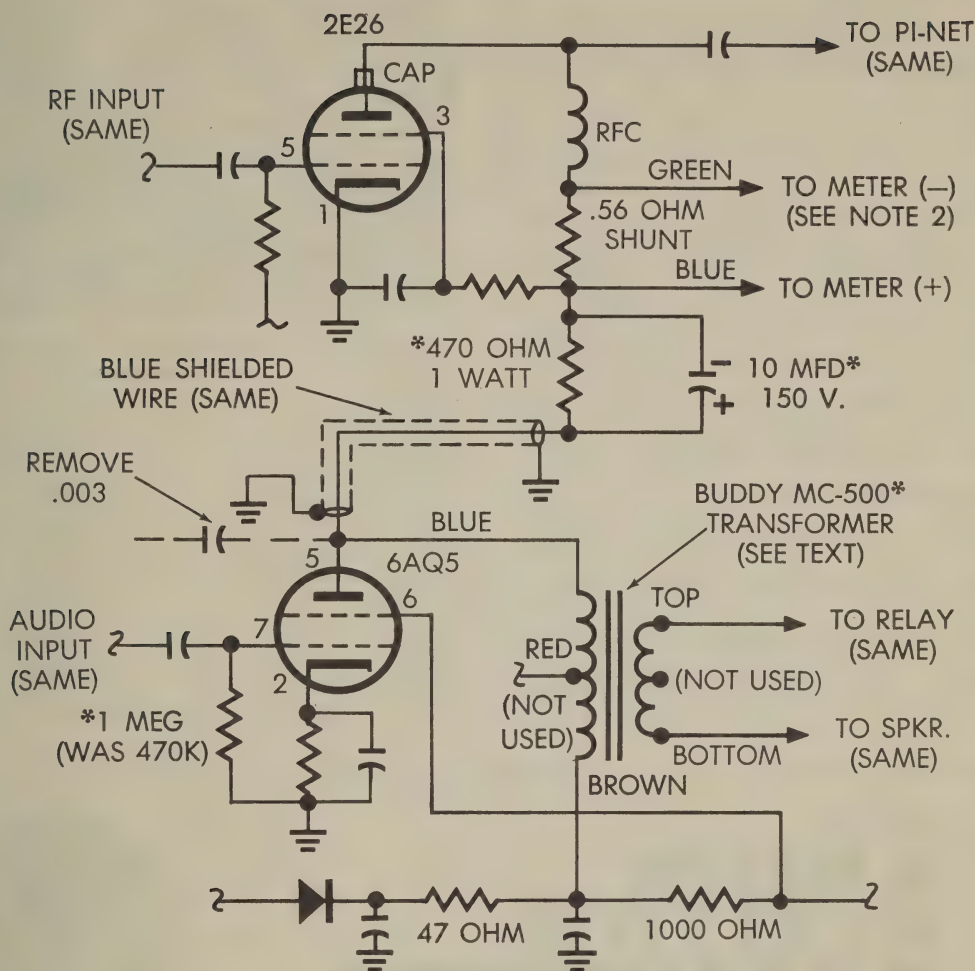 2E26
CAP
TO PI-NET
(SAME)
RF INPUT
(SAME)
3
5
1
RFC
GREEN
TO METER (—)
(SEE NOTE 2)
.56 OHM
SHUNT
BLUE
TO METER (+)
*470 OHM
1 WATT
−
10 MFD*
+
150 V.
BLUE SHIELDED
WIRE (SAME)
REMOVE
.003
BLUE
BUDDY MC-500*
TRANSFORMER
(SEE TEXT)
5
6AQ5
6
7
2
AUDIO
INPUT
(SAME)
*1 MEG
(WAS 470K)
RED
(NOT
USED)
TOP
TO RELAY
(SAME)
(NOT USED)
TO SPKR.
(SAME)
BOTTOM
BROWN
47 OHM
1000 OHM